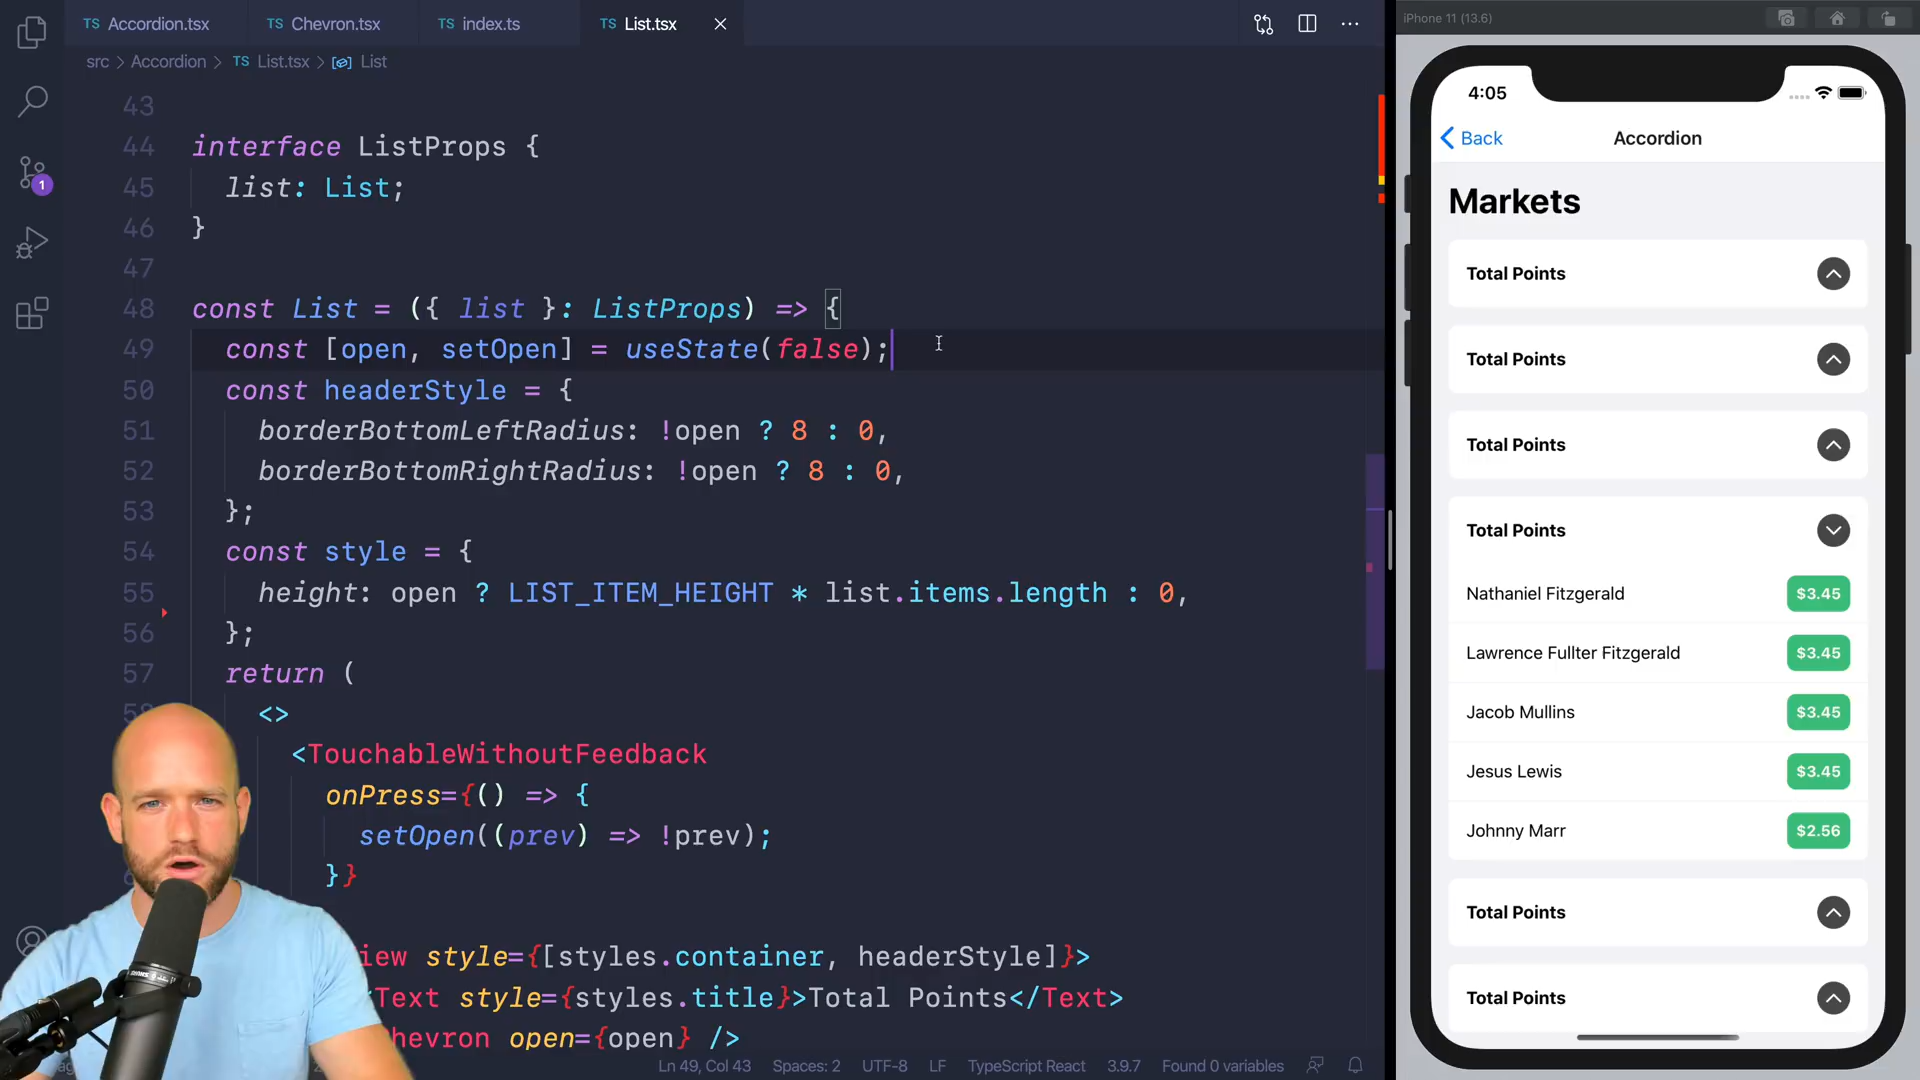 TS Accordion.tsx TS Chevron.tsx TS index.ts TS List.tsx
src > Accordion > TS List.tsx > List
43
44 interface ListProps {
45 list: List;
46 }
47
48 const List = ({ list }: ListProps) => {
49 const [open, setOpen] = useState(false);
50 const headerStyle = {
51 borderBottomLeftRadius: !open ? 8 : 0,
52 borderBottomRightRadius: !open ? 8 : 0,
53 };
54 const style = {
55 height: open ? LIST_ITEM_HEIGHT * list.items.length : 0,
56 };
57 return (
<>
<TouchableWithoutFeedback
onPress={() => {
setOpen((prev) => !prev);
}}
iew style={[styles.container, headerStyle]}>
Text style={styles.title}>Total Points</Text>
hevron open={open} />
Ln 49, Col 43 Spaces: 2 UTF-8 LF TypeScript React 3.9.7 Found 0 variables
1
iPhone 11 (13.6)
4:05
Back Accordion
Markets
Total Points
Total Points
Total Points
Total Points
Nathaniel Fitzgerald $3.45
Lawrence Fullter Fitzgerald $3.45
Jacob Mullins $3.45
Jesus Lewis $3.45
Johnny Marr $2.56
Total Points
Total Points